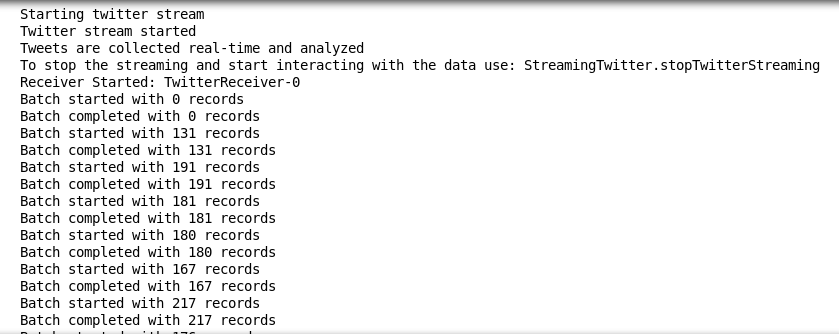 Starting twitter stream
Twitter stream started
Tweets are collected real-time and analyzed
To stop the streaming and start interacting with the data use: StreamingTwitter.stopTwitterStreaming
Receiver Started: TwitterReceiver-0
Batch started with 0 records
Batch completed with 0 records
Batch started with 131 records
Batch completed with 131 records
Batch started with 191 records
Batch completed with 191 records
Batch started with 181 records
Batch completed with 181 records
Batch started with 180 records
Batch completed with 180 records
Batch started with 167 records
Batch completed with 167 records
Batch started with 217 records
Batch completed with 217 records